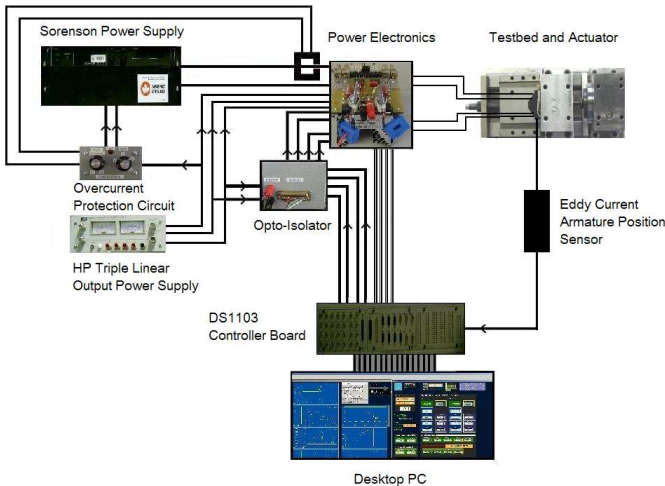 Sorenson Power Supply
Power Electronics
Testbed and Actuator
Overcurrent
Protection Circuit
Opto-Isolator
Eddy Current
Armature Position
Sensor
HP Triple Linear
Output Power Supply
DS1103
Controller Board
Desktop PC